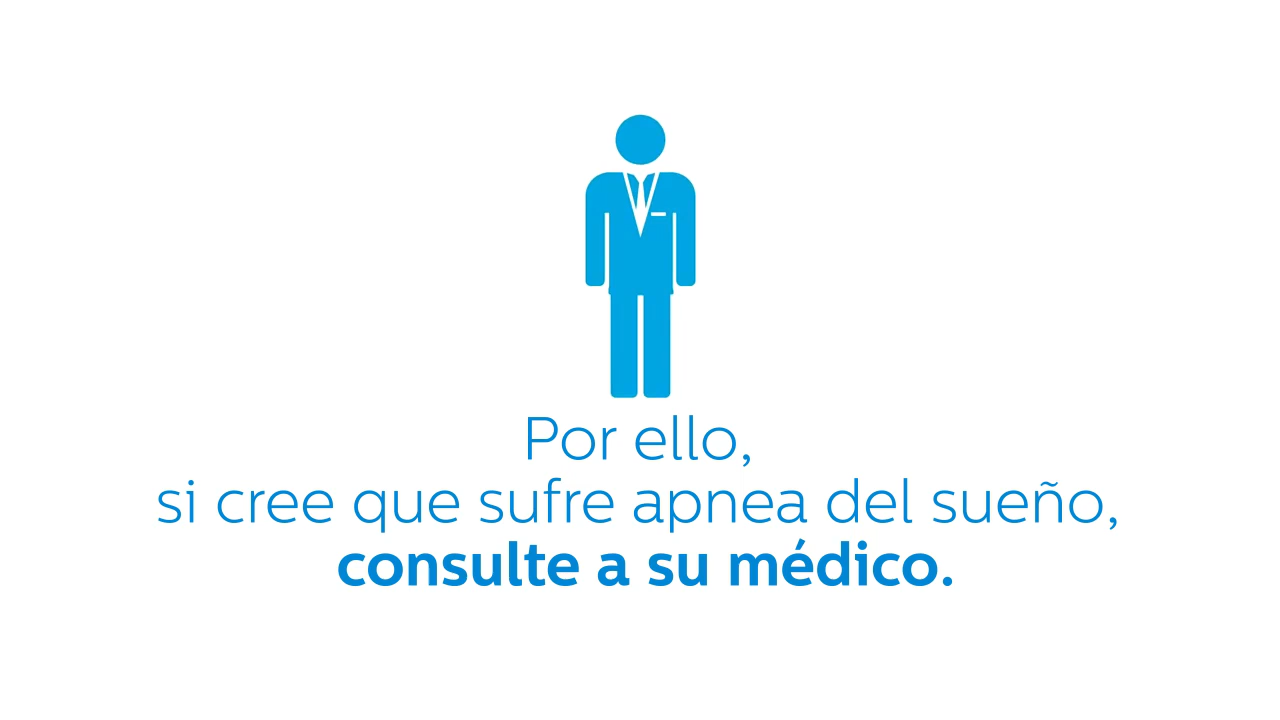 Por ello,
si cree que sufre apnea del sueño,
consulte a su médico.